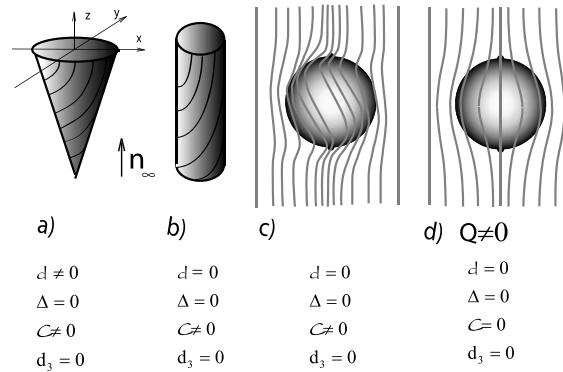 z
y
x
n∞
a)
b)
c)
d) Q≠0
d ≠ 0
Δ = 0
C ≠ 0
d₃ = 0
d = 0
Δ = 0
C ≠ 0
d₃ = 0
d = 0
Δ = 0
C ≠ 0
d₃ = 0
d = 0
Δ = 0
C = 0
d₃ = 0